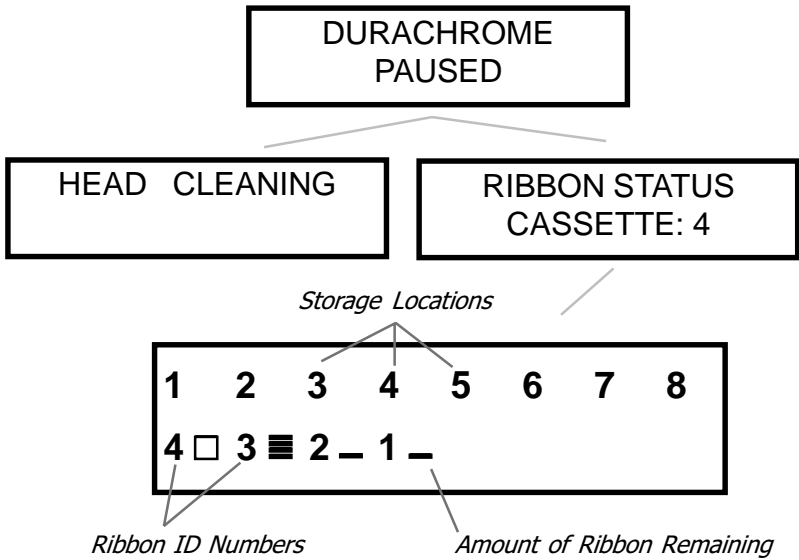 DURACHROME
PAUSED
HEAD CLEANING
RIBBON STATUS
CASSETTE: 4
Storage Locations
1 2 3 4 5 6 7 8
4 □ 3 ≣ 2 _ 1 _
Ribbon ID Numbers
Amount of Ribbon Remaining